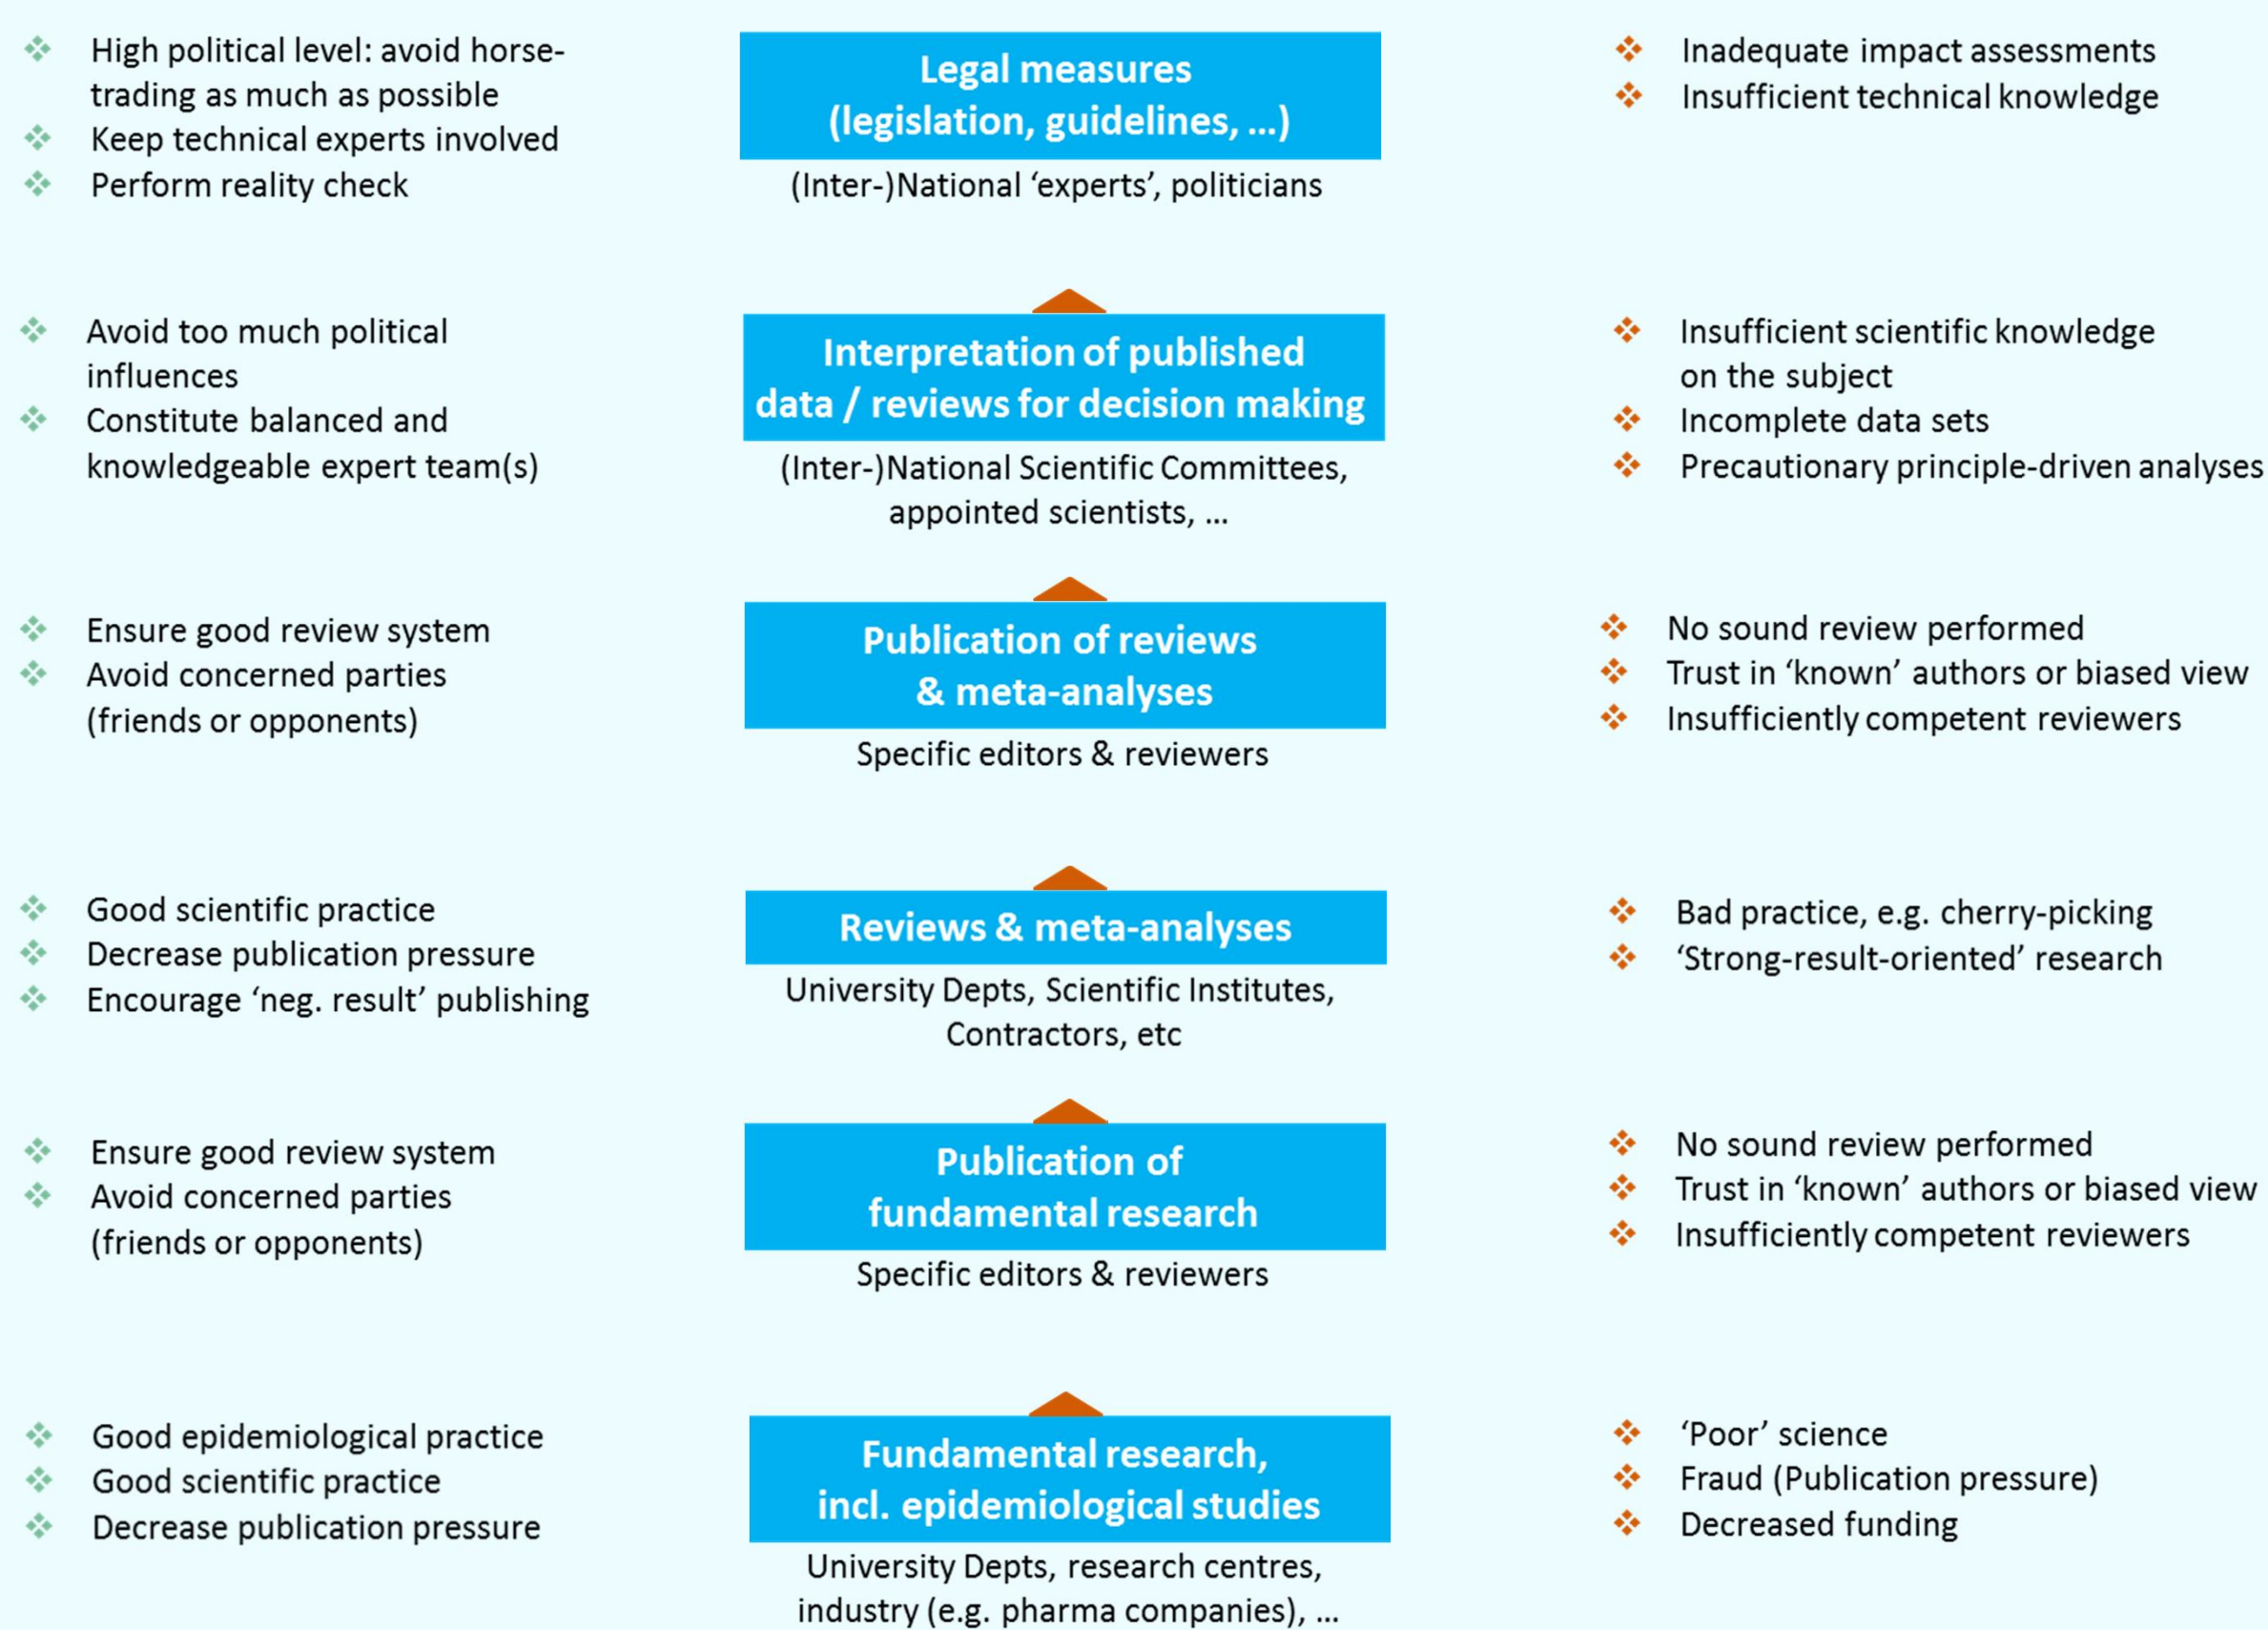 High political level: avoid horse-
trading as much as possible
Keep technical experts involved
Perform reality check
Legal measures
(legislation, guidelines, ...)
(Inter-)National ‘experts’, politicians
Inadequate impact assessments
Insufficient technical knowledge
Avoid too much political
influences
Constitute balanced and
knowledgeable expert team(s)
Interpretation of published
data / reviews for decision making
(Inter-)National Scientific Committees,
appointed scientists, ...
Insufficient scientific knowledge
on the subject
Incomplete data sets
Precautionary principle-driven analyses
Ensure good review system
Avoid concerned parties
(friends or opponents)
Publication of reviews
& meta-analyses
Specific editors & reviewers
No sound review performed
Trust in ‘known’ authors or biased view
Insufficiently competent reviewers
Good scientific practice
Decrease publication pressure
Encourage ‘neg. result’ publishing
Reviews & meta-analyses
University Depts, Scientific Institutes,
Contractors, etc
Bad practice, e.g. cherry-picking
‘Strong-result-oriented’ research
Ensure good review system
Avoid concerned parties
(friends or opponents)
Publication of
fundamental research
Specific editors & reviewers
No sound review performed
Trust in ‘known’ authors or biased view
Insufficiently competent reviewers
Good epidemiological practice
Good scientific practice
Decrease publication pressure
Fundamental research,
incl. epidemiological studies
University Depts, research centres,
industry (e.g. pharma companies), ...
‘Poor’ science
Fraud (Publication pressure)
Decreased funding